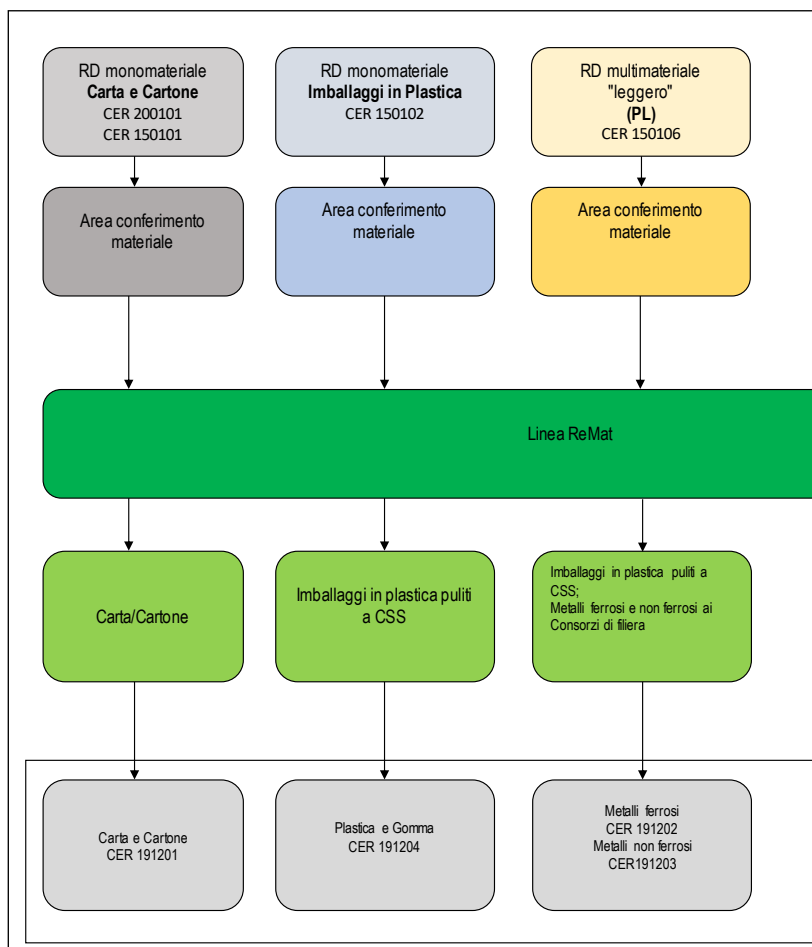 RD monomateriale
Carta e Cartone
CER 200101
CER 150101
RD monomateriale
Imballaggi in Plastica
CER 150102
RD multimateriale
"leggero"
(PL)
CER 150106
Area conferimento
materiale
Area conferimento
materiale
Area conferimento
materiale
Linea ReMat
Carta/Cartone
Imballaggi in plastica puliti
a CSS
Imballaggi in plastica puliti a
CSS;
Metalli ferrosi e non ferrosi ai
Consorzi di filiera
Carta e Cartone
CER 191201
Plastica e Gomma
CER 191204
Metalli ferrosi
CER 191202
Metalli non ferrosi
CER191203